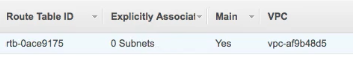 Route Table ID Explicitly Associat Main VPC
rtb-0ace9175 0 Subnets Yes vpc-af9b48d5